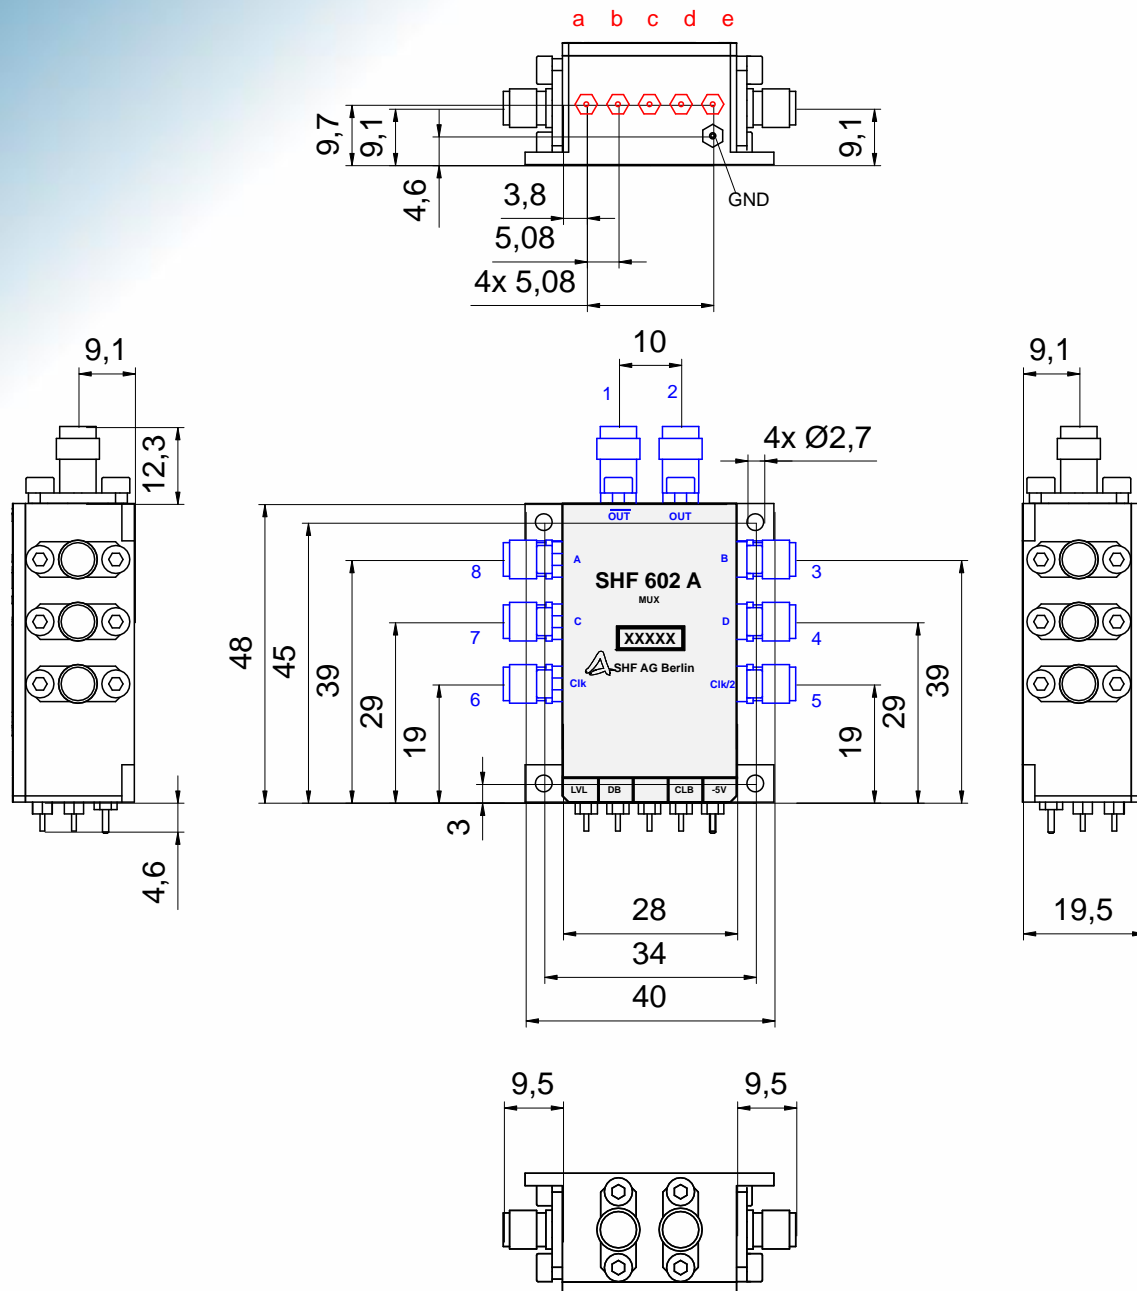 a b c d e
9,7
9,1
4,6
9,1
GND
3,8
5,08
4x 5,08
9,1
12,3
4,6
10
1 2
4x Ø2,7
OUT OUT
A B
8 3
SHF 602 A
MUX
C D
7 4
XXXXX
SHF AG Berlin
Clk Clk/2
6 5
LVL DB CLB -5V
48
45
39
29
19
3
19
29
39
28
34
40
9,1
19,5
9,5 9,5